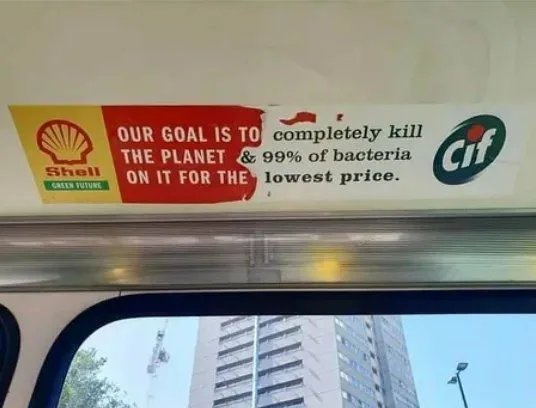 Shell
GREEN FUTURE
OUR GOAL IS TO completely kill
THE PLANET & 99% of bacteria
ON IT FOR THE lowest price.
Cif